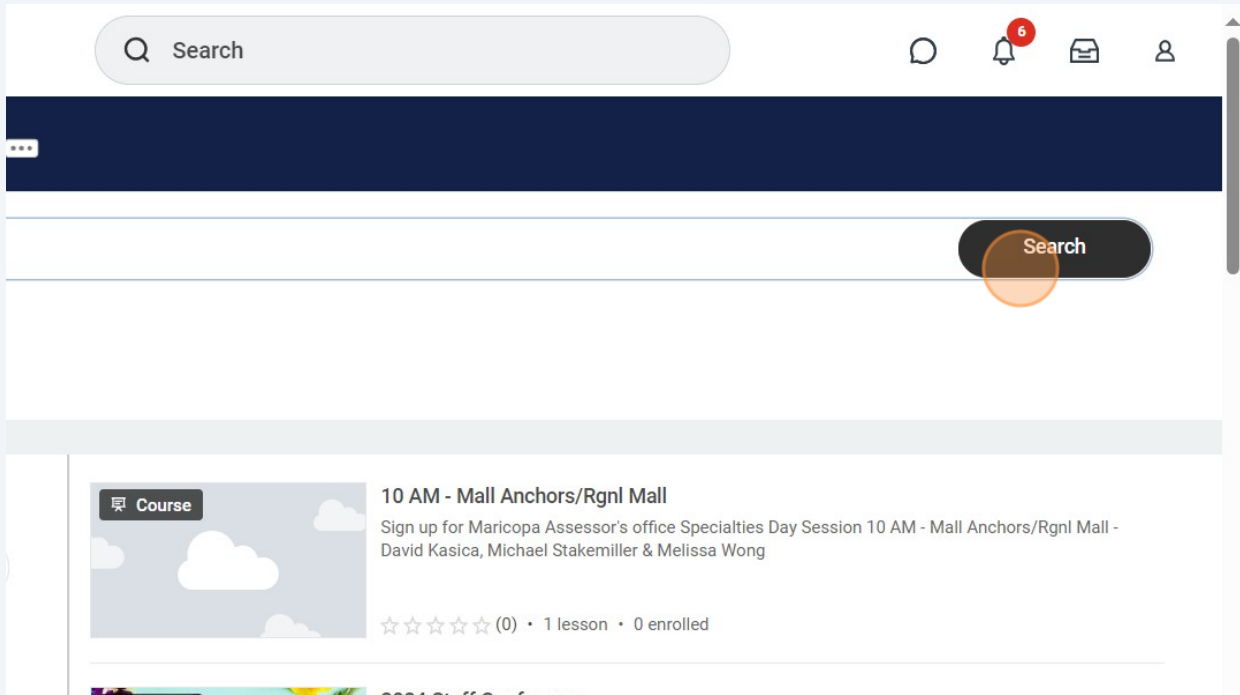 Search
6
Search
Course
10 AM - Mall Anchors/Rgnl Mall
Sign up for Maricopa Assessor's office Specialties Day Session 10 AM - Mall Anchors/Rgnl Mall -
David Kasica, Michael Stakemiller & Melissa Wong
(0) • 1 lesson • 0 enrolled